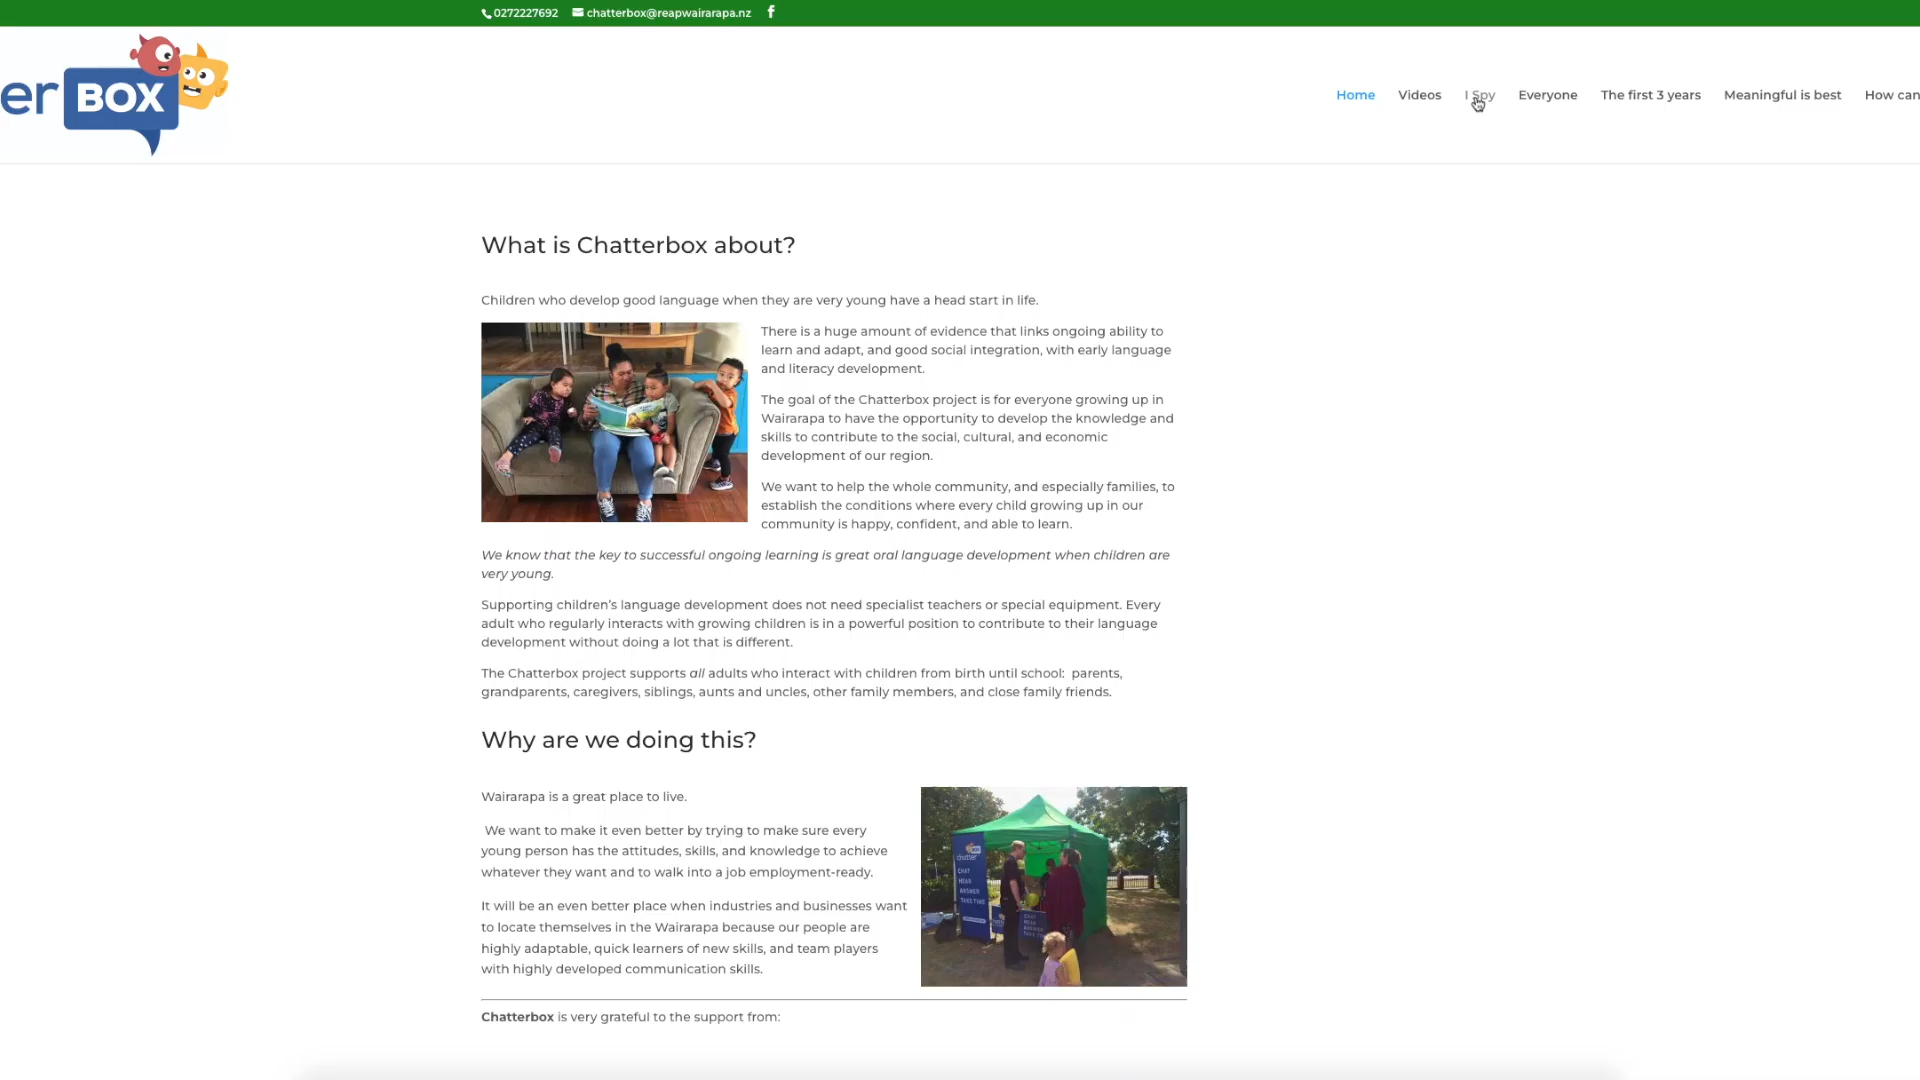 0272227692 chatterbox@reapwairarapa.nz
er BOX
Home Videos I Spy Everyone The first 3 years Meaningful is best How can
What is Chatterbox about?
Children who develop good language when they are very young have a head start in life.
There is a huge amount of evidence that links ongoing ability to
learn and adapt, and good social integration, with early language
and literacy development.
The goal of the Chatterbox project is for everyone growing up in
Wairarapa to have the opportunity to develop the knowledge and
skills to contribute to the social, cultural, and economic
development of our region.
We want to help the whole community, and especially families, to
establish the conditions where every child growing up in our
community is happy, confident, and able to learn.
We know that the key to successful ongoing learning is great oral language development when children are
very young.
Supporting children’s language development does not need specialist teachers or special equipment. Every
adult who regularly interacts with growing children is in a powerful position to contribute to their language
development without doing a lot that is different.
The Chatterbox project supports all adults who interact with children from birth until school:  parents,
grandparents, caregivers, siblings, aunts and uncles, other family members, and close family friends.
Why are we doing this?
Wairarapa is a great place to live.
We want to make it even better by trying to make sure every
young person has the attitudes, skills, and knowledge to achieve
whatever they want and to walk into a job employment-ready.
It will be an even better place when industries and businesses want
to locate themselves in the Wairarapa because our people are
highly adaptable, quick learners of new skills, and team players
with highly developed communication skills.
chatter
CHAT
HEAR
ANSWER
TAKE TIME
CHAT
HEAR
ANSWER
Chatterbox is very grateful to the support from: